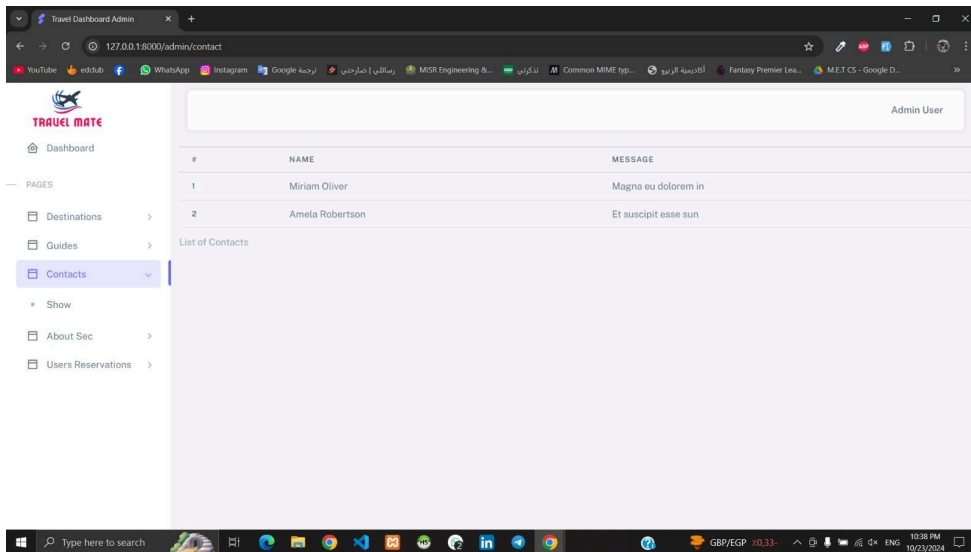 Travel Dashboard Admin
127.0.0.1:8000/admin/contact
YouTube edclub WhatsApp Instagram ترجمة Google رسائلي | صارحني MISR Engineering &... تذكرتي Common MIME typ... أكاديمية الزيرو Fantasy Premier Lea... M.E.T CS - Google D...
TRAVEL MATE
Admin User
Dashboard
PAGES
Destinations
Guides
Contacts
Show
About Sec
Users Reservations
# NAME MESSAGE
1 Miriam Oliver Magna eu dolorem in
2 Amela Robertson Et suscipit esse sun
List of Contacts
Type here to search
GBP/EGP %0,33-
ENG
10:38 PM
10/23/2024